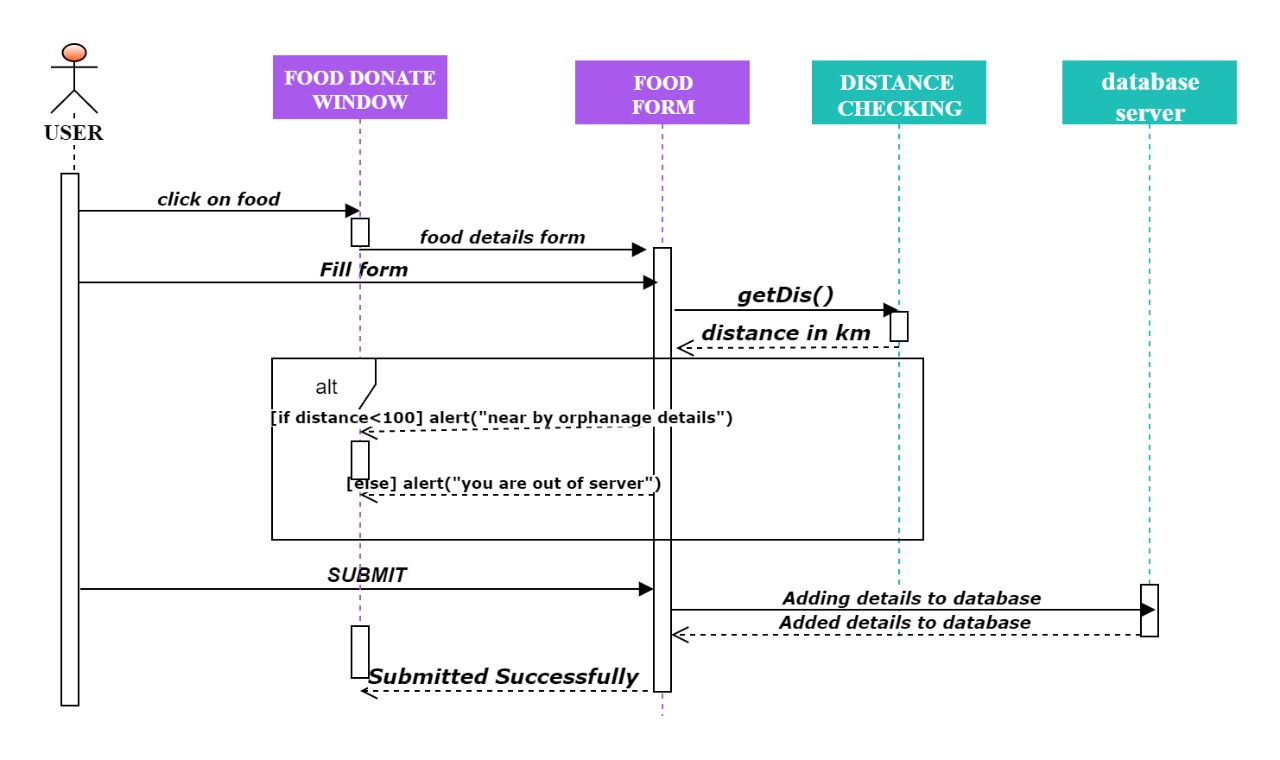 USER
FOOD DONATE
WINDOW
FOOD
FORM
DISTANCE
CHECKING
database
server
click on food
food details form
Fill form
getDis()
distance in km
alt
[if distance<100] alert("near by orphanage details")
[else] alert("you are out of server")
SUBMIT
Adding details to database
Added details to database
Submitted Successfully